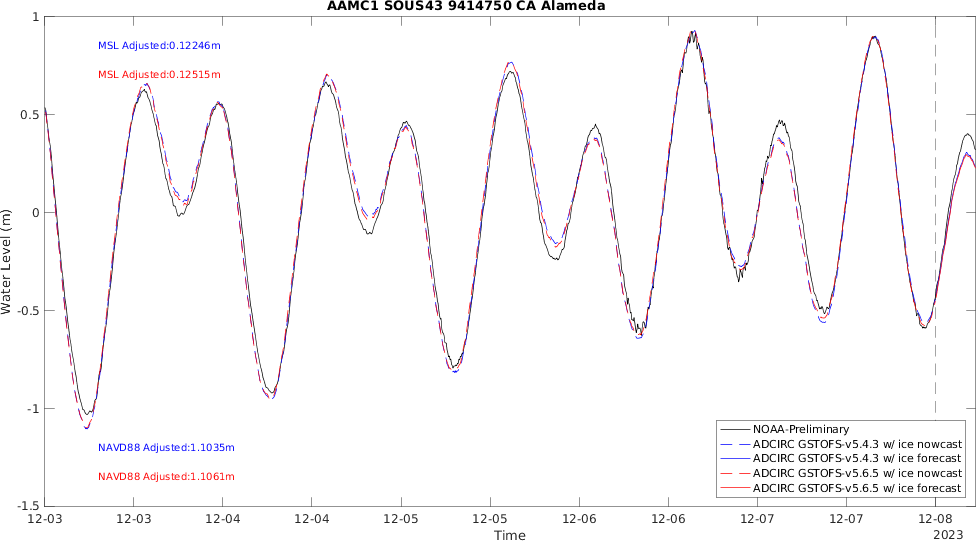 AAMC1 SOUS43 9414750 CA Alameda
1
MSL Adjusted:0.12246m
MSL Adjusted:0.12515m
0.5
0
Water Level (m)
-0.5
-1
NAVD88 Adjusted:1.1035m
NAVD88 Adjusted:1.1061m
NOAA-Preliminary
ADCIRC GSTOFS-v5.4.3 w/ ice nowcast
ADCIRC GSTOFS-v5.4.3 w/ ice forecast
ADCIRC GSTOFS-v5.6.5 w/ ice nowcast
ADCIRC GSTOFS-v5.6.5 w/ ice forecast
-1.5
12-03 12-03 12-04 12-04 12-05 12-05 12-06 12-06 12-07 12-07 12-08
Time
2023